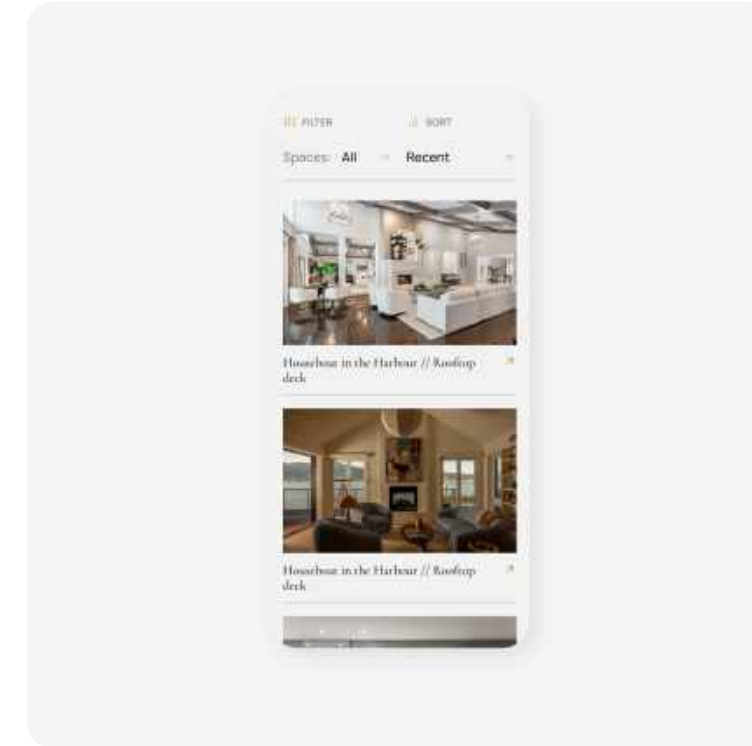 FILTER
SORT
Spaces: All
Recent
Houseboat in the Harbour // Rooftop
deck
Houseboat in the Harbour // Rooftop
deck